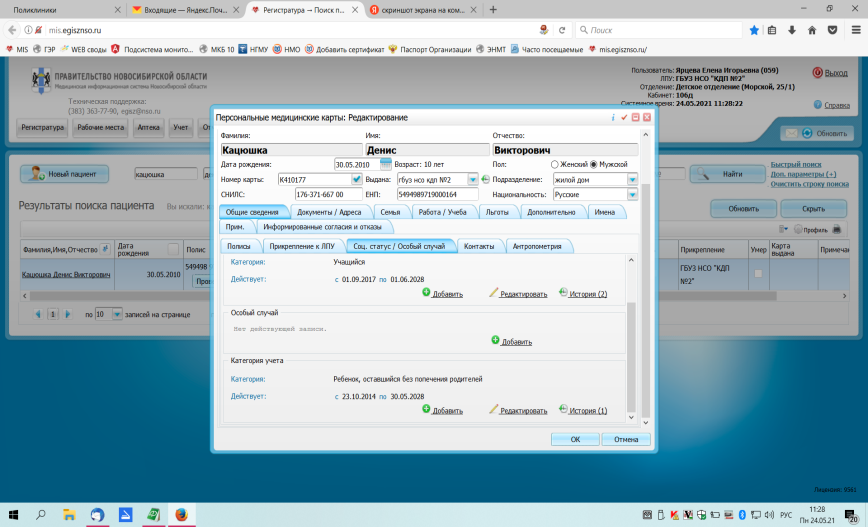 Поликлиники
Входящие — Яндекс.Поч...
Регистратура → Поиск п...
скриншот экрана на ком...
mis.egisznso.ru
Поиск
MIS
ГЭР
WEB своды
Подсистема монито...
МКБ 10
НГМУ
НМО
Добавить сертификат
Паспорт Организации
ЭНМТ
Часто посещаемые
mis.egisznso.ru/
ПРАВИТЕЛЬСТВО НОВОСИБИРСКОЙ ОБЛАСТИ
Медицинская информационная система Новосибирской области
Техническая поддержка:
(383) 363-77-90, egisz@nso.ru
Пользователь: Ярцева Елена Игорьевна (059)
ЛПУ: ГБУЗ НСО "КДП №2"
Отделение: Детское отделение (Морской, 25/1)
Кабинет: 106д
Системное время: 24.05.2021 11:28:22
Выход
Справка
Регистратура
Рабочие места
Аптека
Учет
От
Обновить
Новый пациент
кацюшка
Найти
Быстрый поиск
Доп. параметры (+)
Очистить строку поиска
Результаты поиска пациента
Вы искали: к
Обновить
Скрыть
Профиль
Фамилия,Имя,Отчество
Дата рождения
Полис
Прикрепление
Умер
Карта выдана
Примечан
Кацюшка Денис Викторович
30.05.2010
549498
ГБУЗ НСО "КДП №2"
1
по 10 записей на странице
Персональные медицинские карты: Редактирование
Фамилия:
Имя:
Отчество:
Кацюшка
Денис
Викторович
Дата рождения:
30.05.2010
Возраст: 10 лет
Пол:
Женский
Мужской
Номер карты:
К410177
Выдана:
гбуз нсо кдп №2
Подразделение:
жилой дом
СНИЛС:
176-371-667 00
ЕНП:
5494989719000164
Национальность:
Русские
Общие сведения
Документы / Адреса
Семья
Работа / Учеба
Льготы
Дополнительно
Имена
Прим.
Информированные согласия и отказы
Полисы
Прикрепление к ЛПУ
Соц. статус / Особый случай
Контакты
Антропометрия
Категория:
Учащийся
Действует:
с 01.09.2017 по 01.06.2028
Добавить
Редактировать
История (2)
Особый случай
Нет действующей записи.
Добавить
Категория учета
Категория:
Ребенок, оставшийся без попечения родителей
Действует:
с 23.10.2014 по 30.05.2028
Добавить
Редактировать
История (1)
ОК
Отмена
РУС
11:28
Пн 24.05.21
20